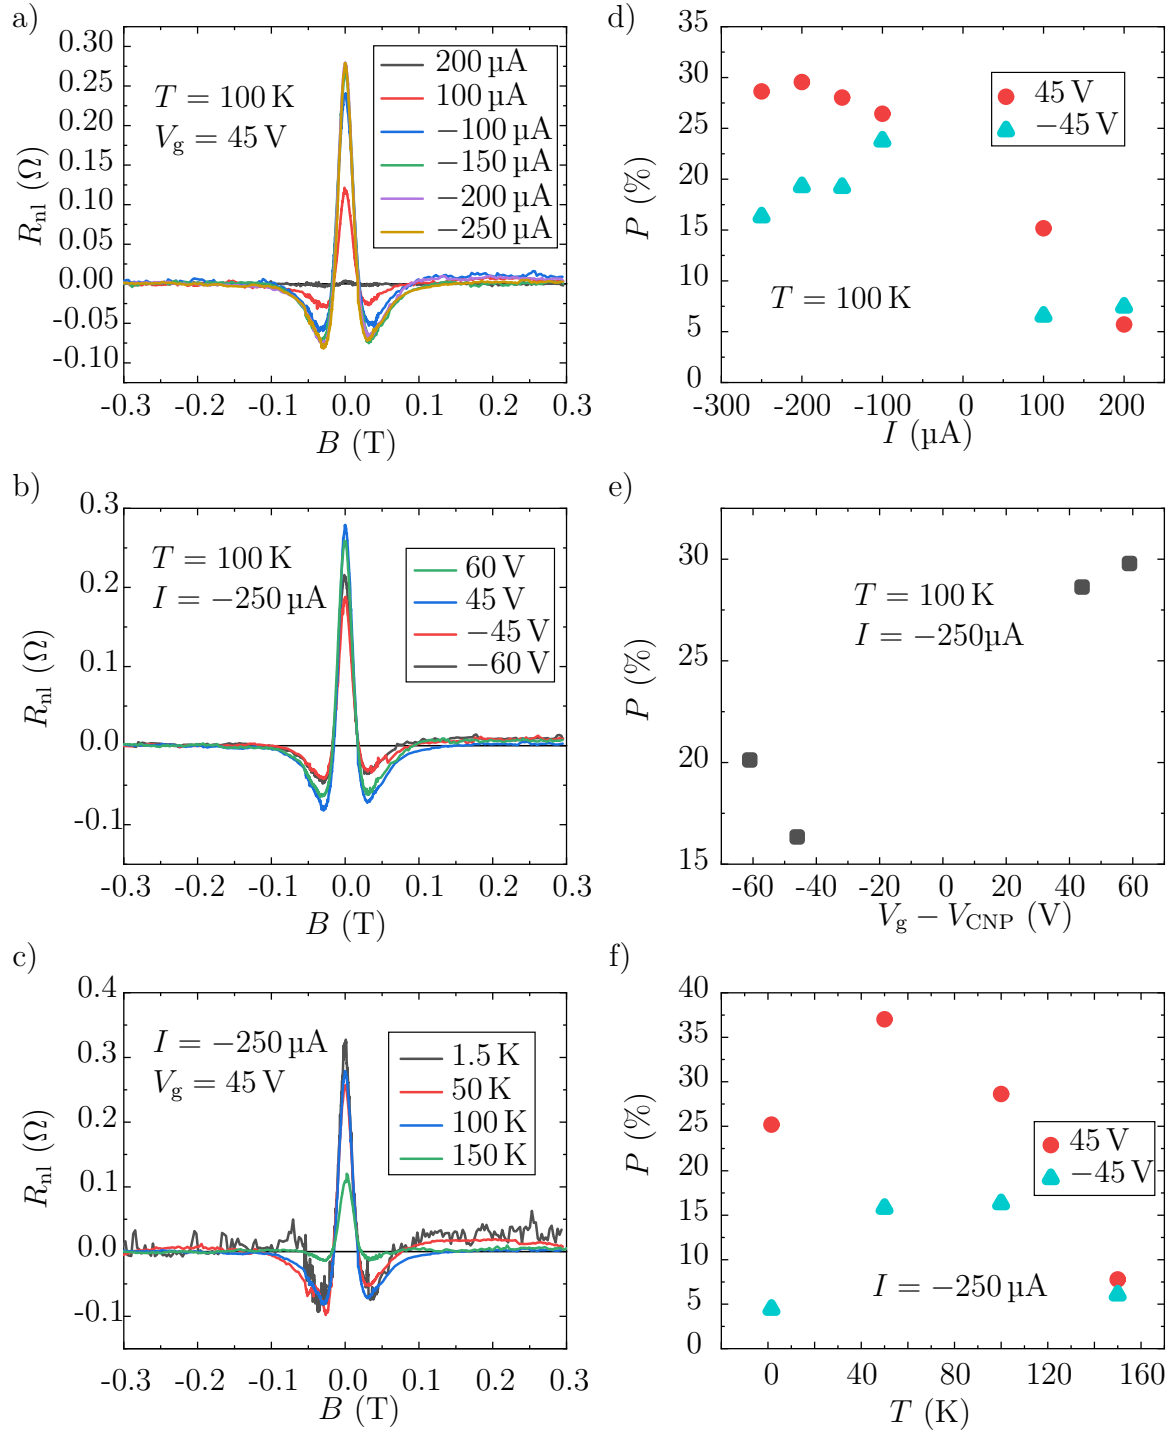 a)
0.30
0.25
0.20
0.15
0.10
0.05
0.00
-0.05
-0.10
R_nl (Ω)
T = 100 K
V_g = 45 V
200 µA
100 µA
−100 µA
−150 µA
−200 µA
−250 µA
-0.3 -0.2 -0.1 0.0 0.1 0.2 0.3
B (T)
d)
35
30
25
20
15
10
5
0
P (%)
45 V
−45 V
T = 100 K
-300 -200 -100 0 100 200
I (µA)
b)
0.3
0.2
0.1
0.0
-0.1
R_nl (Ω)
T = 100 K
I = −250 µA
60 V
45 V
−45 V
−60 V
-0.3 -0.2 -0.1 0.0 0.1 0.2 0.3
B (T)
e)
30
25
20
15
P (%)
T = 100 K
I = −250µA
-60 -40 -20 0 20 40 60
V_g − V_CNP (V)
c)
0.4
0.3
0.2
0.1
0.0
-0.1
R_nl (Ω)
I = −250 µA
V_g = 45 V
1.5 K
50 K
100 K
150 K
-0.3 -0.2 -0.1 0.0 0.1 0.2 0.3
B (T)
f)
40
35
30
25
20
15
10
5
0
P (%)
45 V
−45 V
I = −250 µA
0 40 80 120 160
T (K)